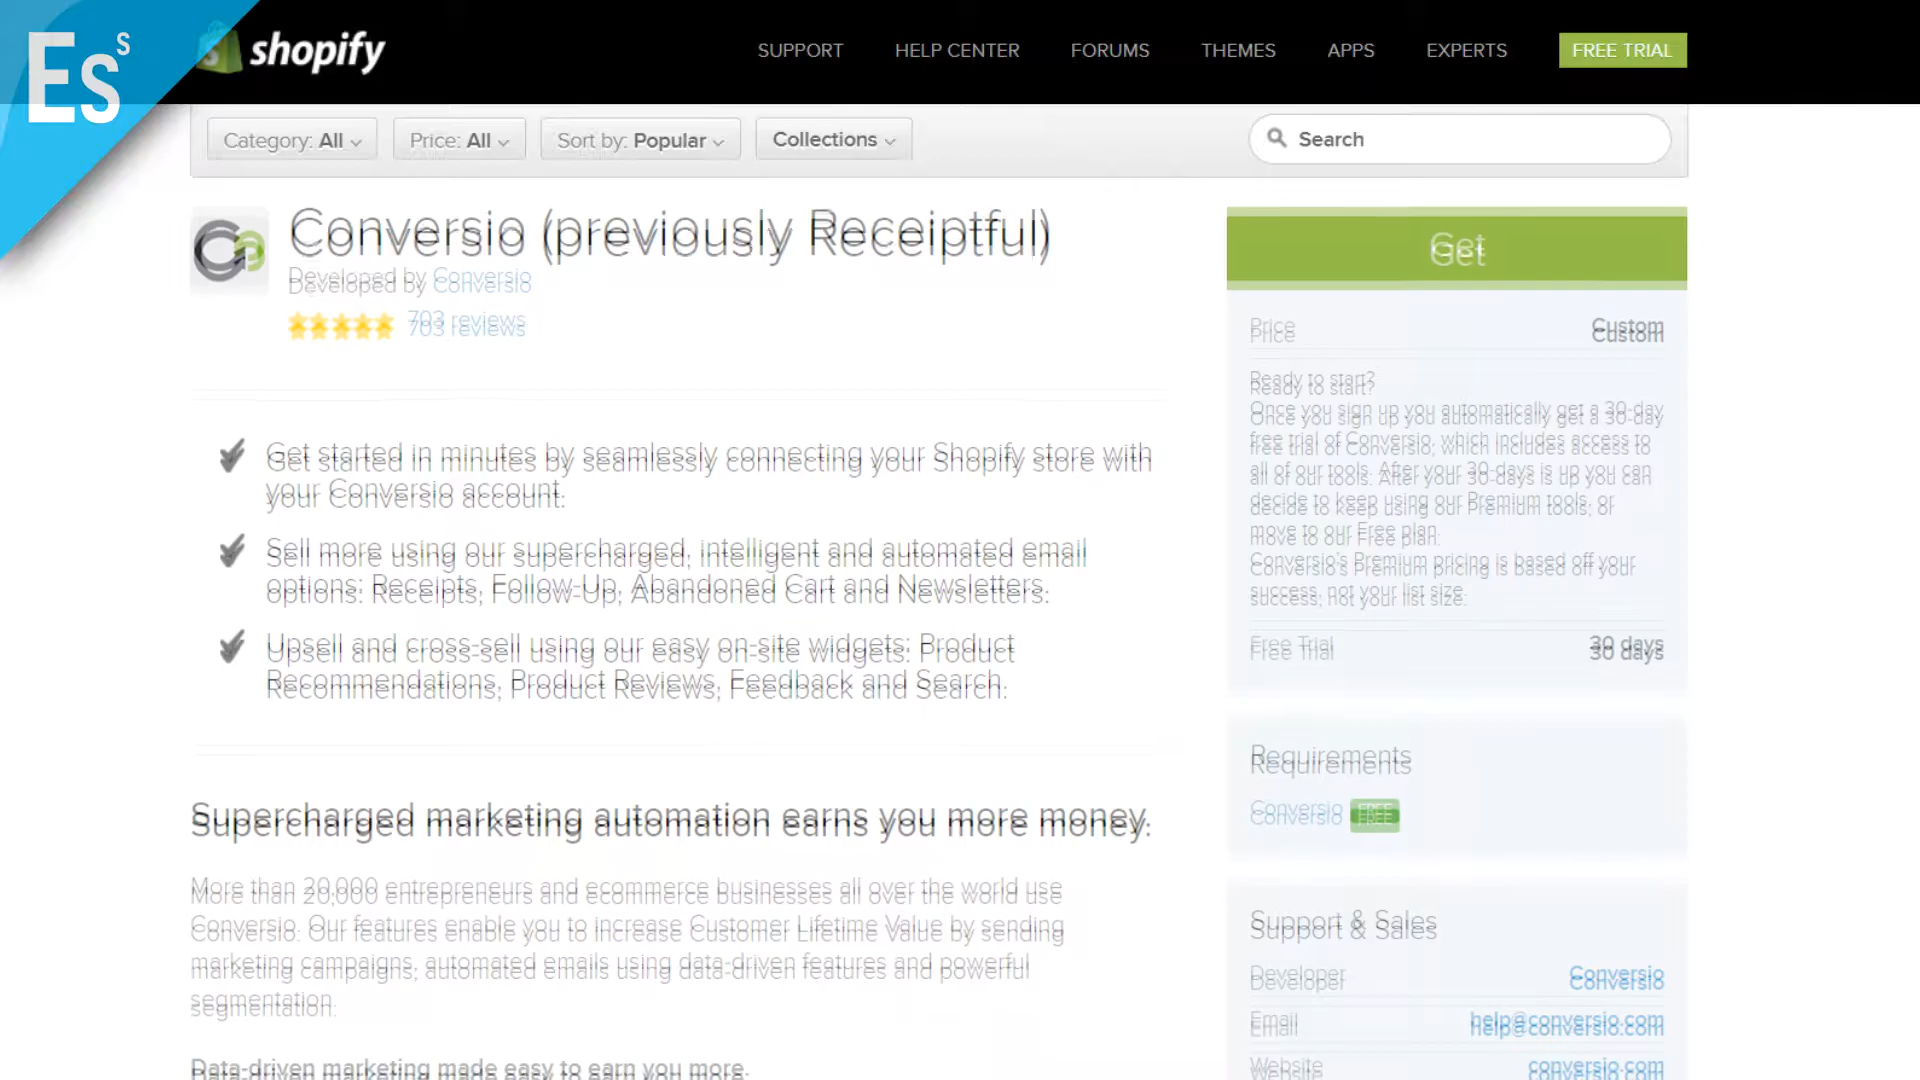 Es s
shopify
SUPPORT HELP CENTER FORUMS THEMES APPS EXPERTS FREE TRIAL
Category: All Price: All Sort by: Popular Collections Search
Conversio (previously Receiptful)
Developed by Conversio
703 reviews
Get started in minutes by seamlessly connecting your Shopify store with
your Conversio account.
Sell more using our supercharged, intelligent and automated email
options: Receipts, Follow-Up, Abandoned Cart and Newsletters.
Upsell and cross-sell using our easy on-site widgets: Product
Recommendations, Product Reviews, Feedback and Search.
Supercharged marketing automation earns you more money.
More than 20,000 entrepreneurs and ecommerce businesses all over the world use
Conversio. Our features enable you to increase Customer Lifetime Value by sending
marketing campaigns, automated emails using data-driven features and powerful
segmentation.
Data-driven marketing made easy to earn you more.
Get
Price Custom
Ready to start?
Once you sign up you automatically get a 30-day
free trial of Conversio, which includes access to
all of our tools. After your 30-days is up you can
decide to keep using our Premium tools, or
move to our Free plan.
Conversio's Premium pricing is based off your
success, not your list size.
Free Trial 30 days
Requirements
Conversio FREE
Support & Sales
Developer Conversio
Email help@conversio.com
Website conversio.com